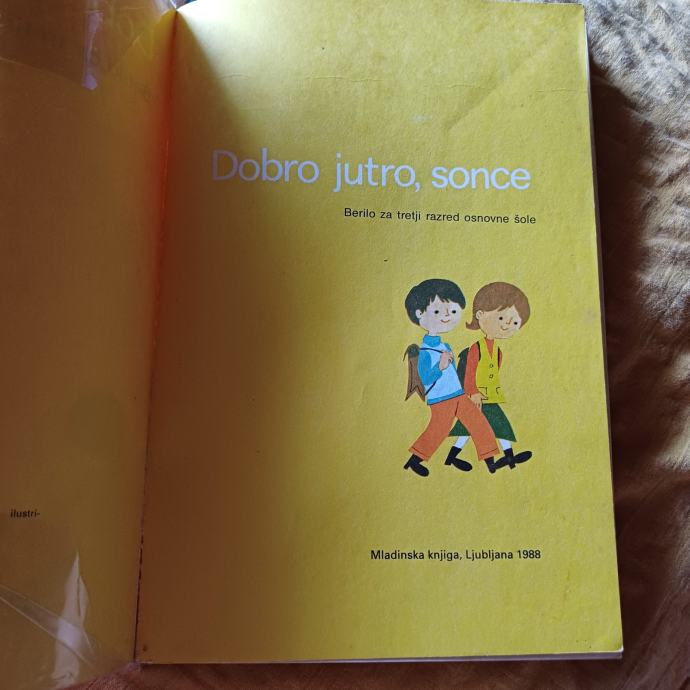 ilustri-
Dobro jutro, sonce
Berilo za tretji razred osnovne šole
Mladinska knjiga, Ljubljana 1988